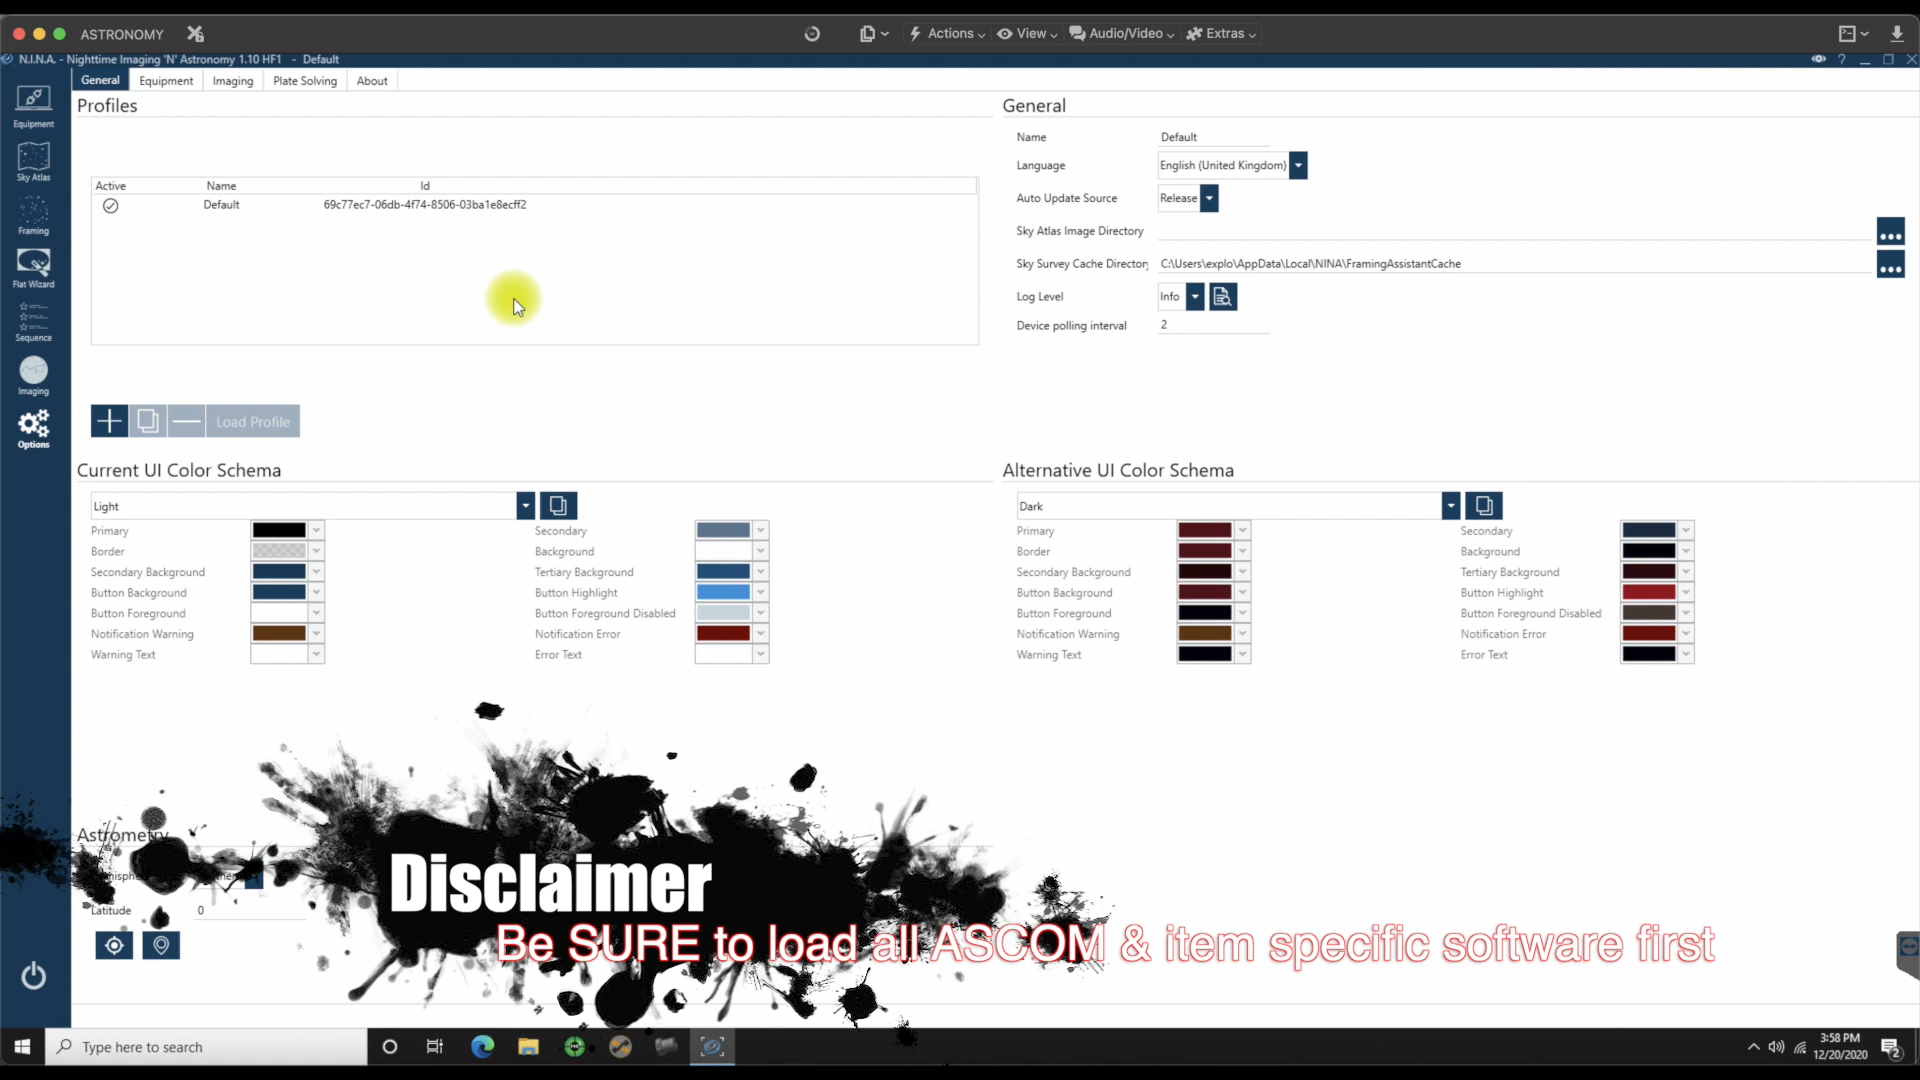 ASTRONOMY
Actions
View
Audio/Video
Extras
N.I.N.A. - Nighttime Imaging 'N' Astronomy 1.10 HF1 - Default
?
General
Equipment
Imaging
Plate Solving
About
Equipment
Sky Atlas
Framing
Flat Wizard
Sequence
Imaging
Options
Profiles
Active Name Id
Default 69c77ec7-06db-4f74-8506-03ba1e8ecff2
Load Profile
General
Name Default
Language English (United Kingdom)
Auto Update Source Release
Sky Atlas Image Directory
Sky Survey Cache Director C:\Users\explo\AppData\Local\NINA\FramingAssistantCache
Log Level Info
Device polling interval 2
Current UI Color Schema
Light
Primary Secondary
Border Background
Secondary Background Tertiary Background
Button Background Button Highlight
Button Foreground Button Foreground Disabled
Notification Warning Notification Error
Warning Text Error Text
Alternative UI Color Schema
Dark
Primary Secondary
Border Background
Secondary Background Tertiary Background
Button Background Button Highlight
Button Foreground Button Foreground Disabled
Notification Warning Notification Error
Warning Text Error Text
Astrometry
Latitude 0
Disclaimer
Be SURE to load all ASCOM & item specific software first
Type here to search
3:58 PM
12/20/2020
2